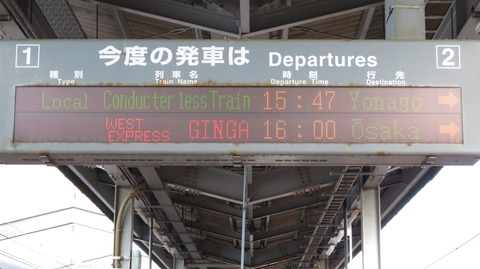 1 今度の発車は Departures 2
種別 列車名 時刻 行先
Type Train Name Departure Time Destination
Local Conducterless Train 15:47 Yonago →
WEST EXPRESS GINGA 16:00 Ōsaka →